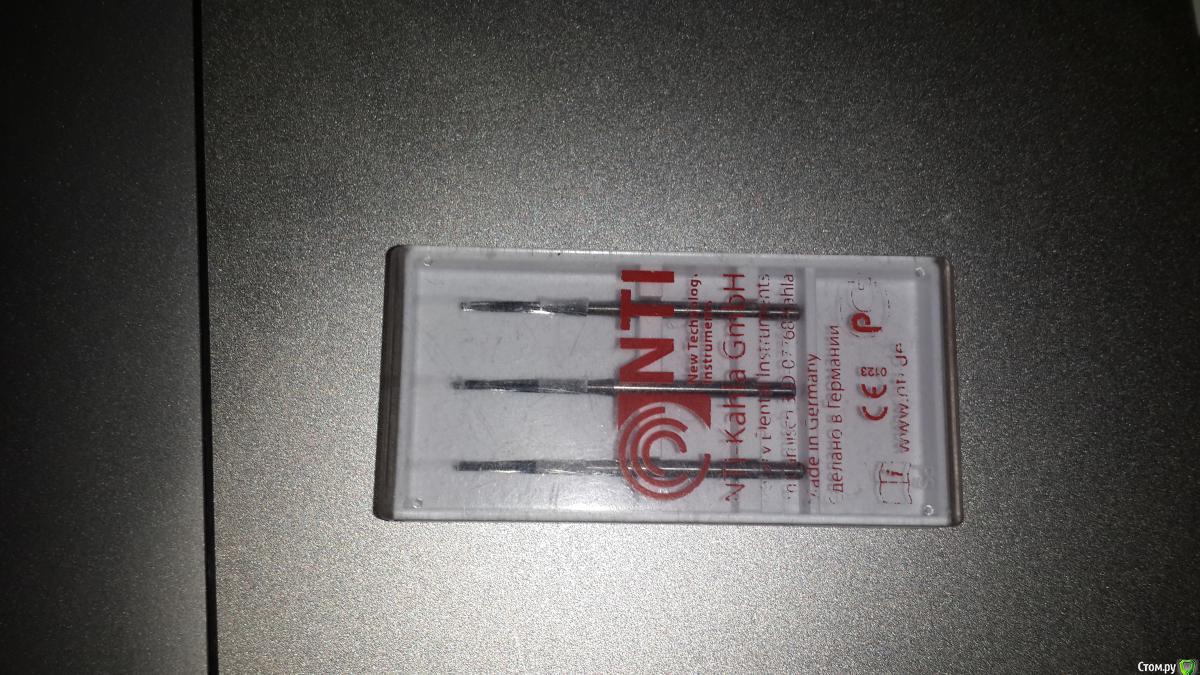 NTI
New Technology
Instruments
NTI-Kahla GmbH
Instruments
Made in Germany
Сделано в Германии
CE 0123
www.nti.de
Стом.ру